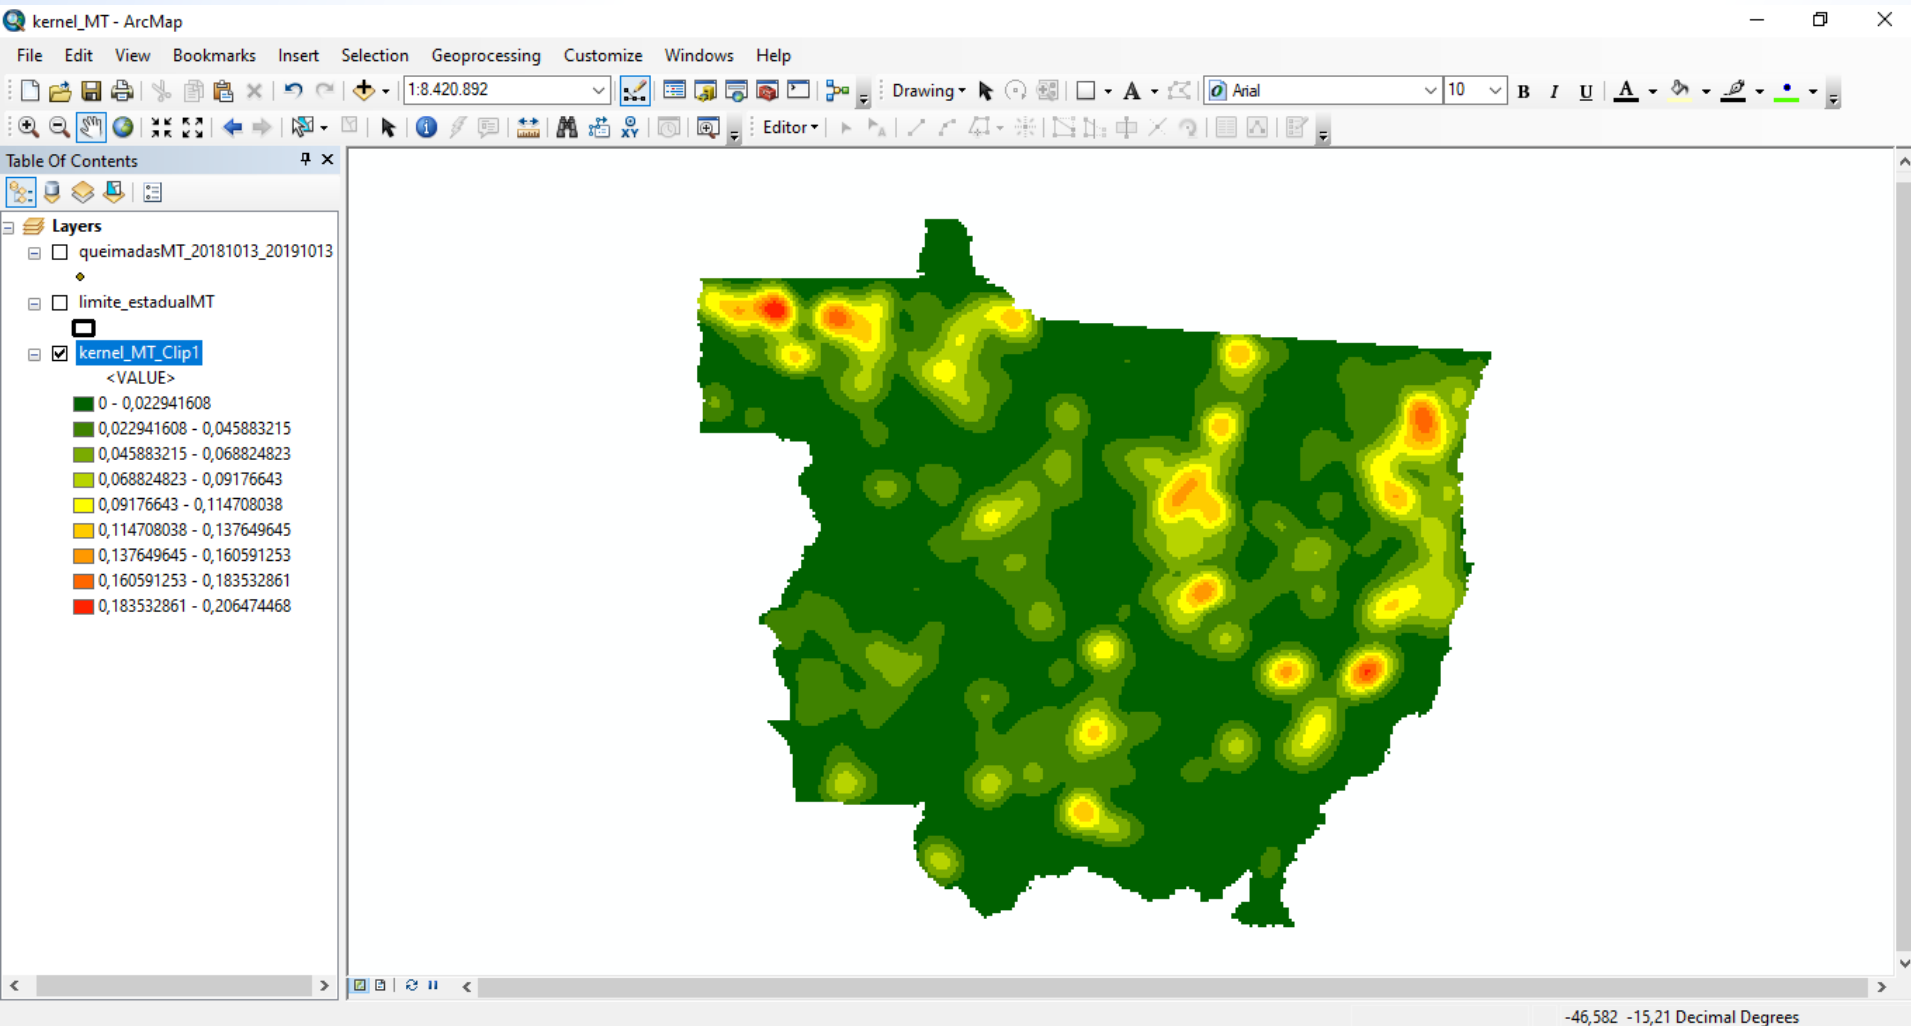 kernel_MT - ArcMap
File Edit View Bookmarks Insert Selection Geoprocessing Customize Windows Help
1:8.420.892 Drawing Arial 10 B I U A
Editor
Table Of Contents
Layers
queimadasMT_20181013_20191013
limite_estadualMT
kernel_MT_Clip1
<VALUE>
0 - 0,022941608
0,022941608 - 0,045883215
0,045883215 - 0,068824823
0,068824823 - 0,09176643
0,09176643 - 0,114708038
0,114708038 - 0,137649645
0,137649645 - 0,160591253
0,160591253 - 0,183532861
0,183532861 - 0,206474468
-46,582 -15,21 Decimal Degrees